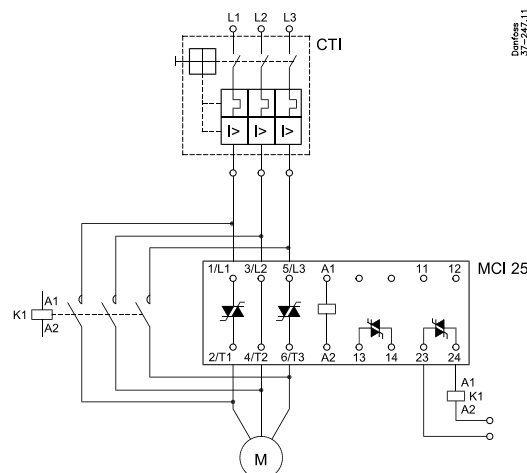 L1 L2 L3
CTI
Danfoss
37-247.11
I> I> I>
1/L1 3/L2 5/L3 A1 11 12
MCI 25
A1
K1
A2
2/T1 4/T2 6/T3 A2 13 14 23 24
A1
K1
A2
M